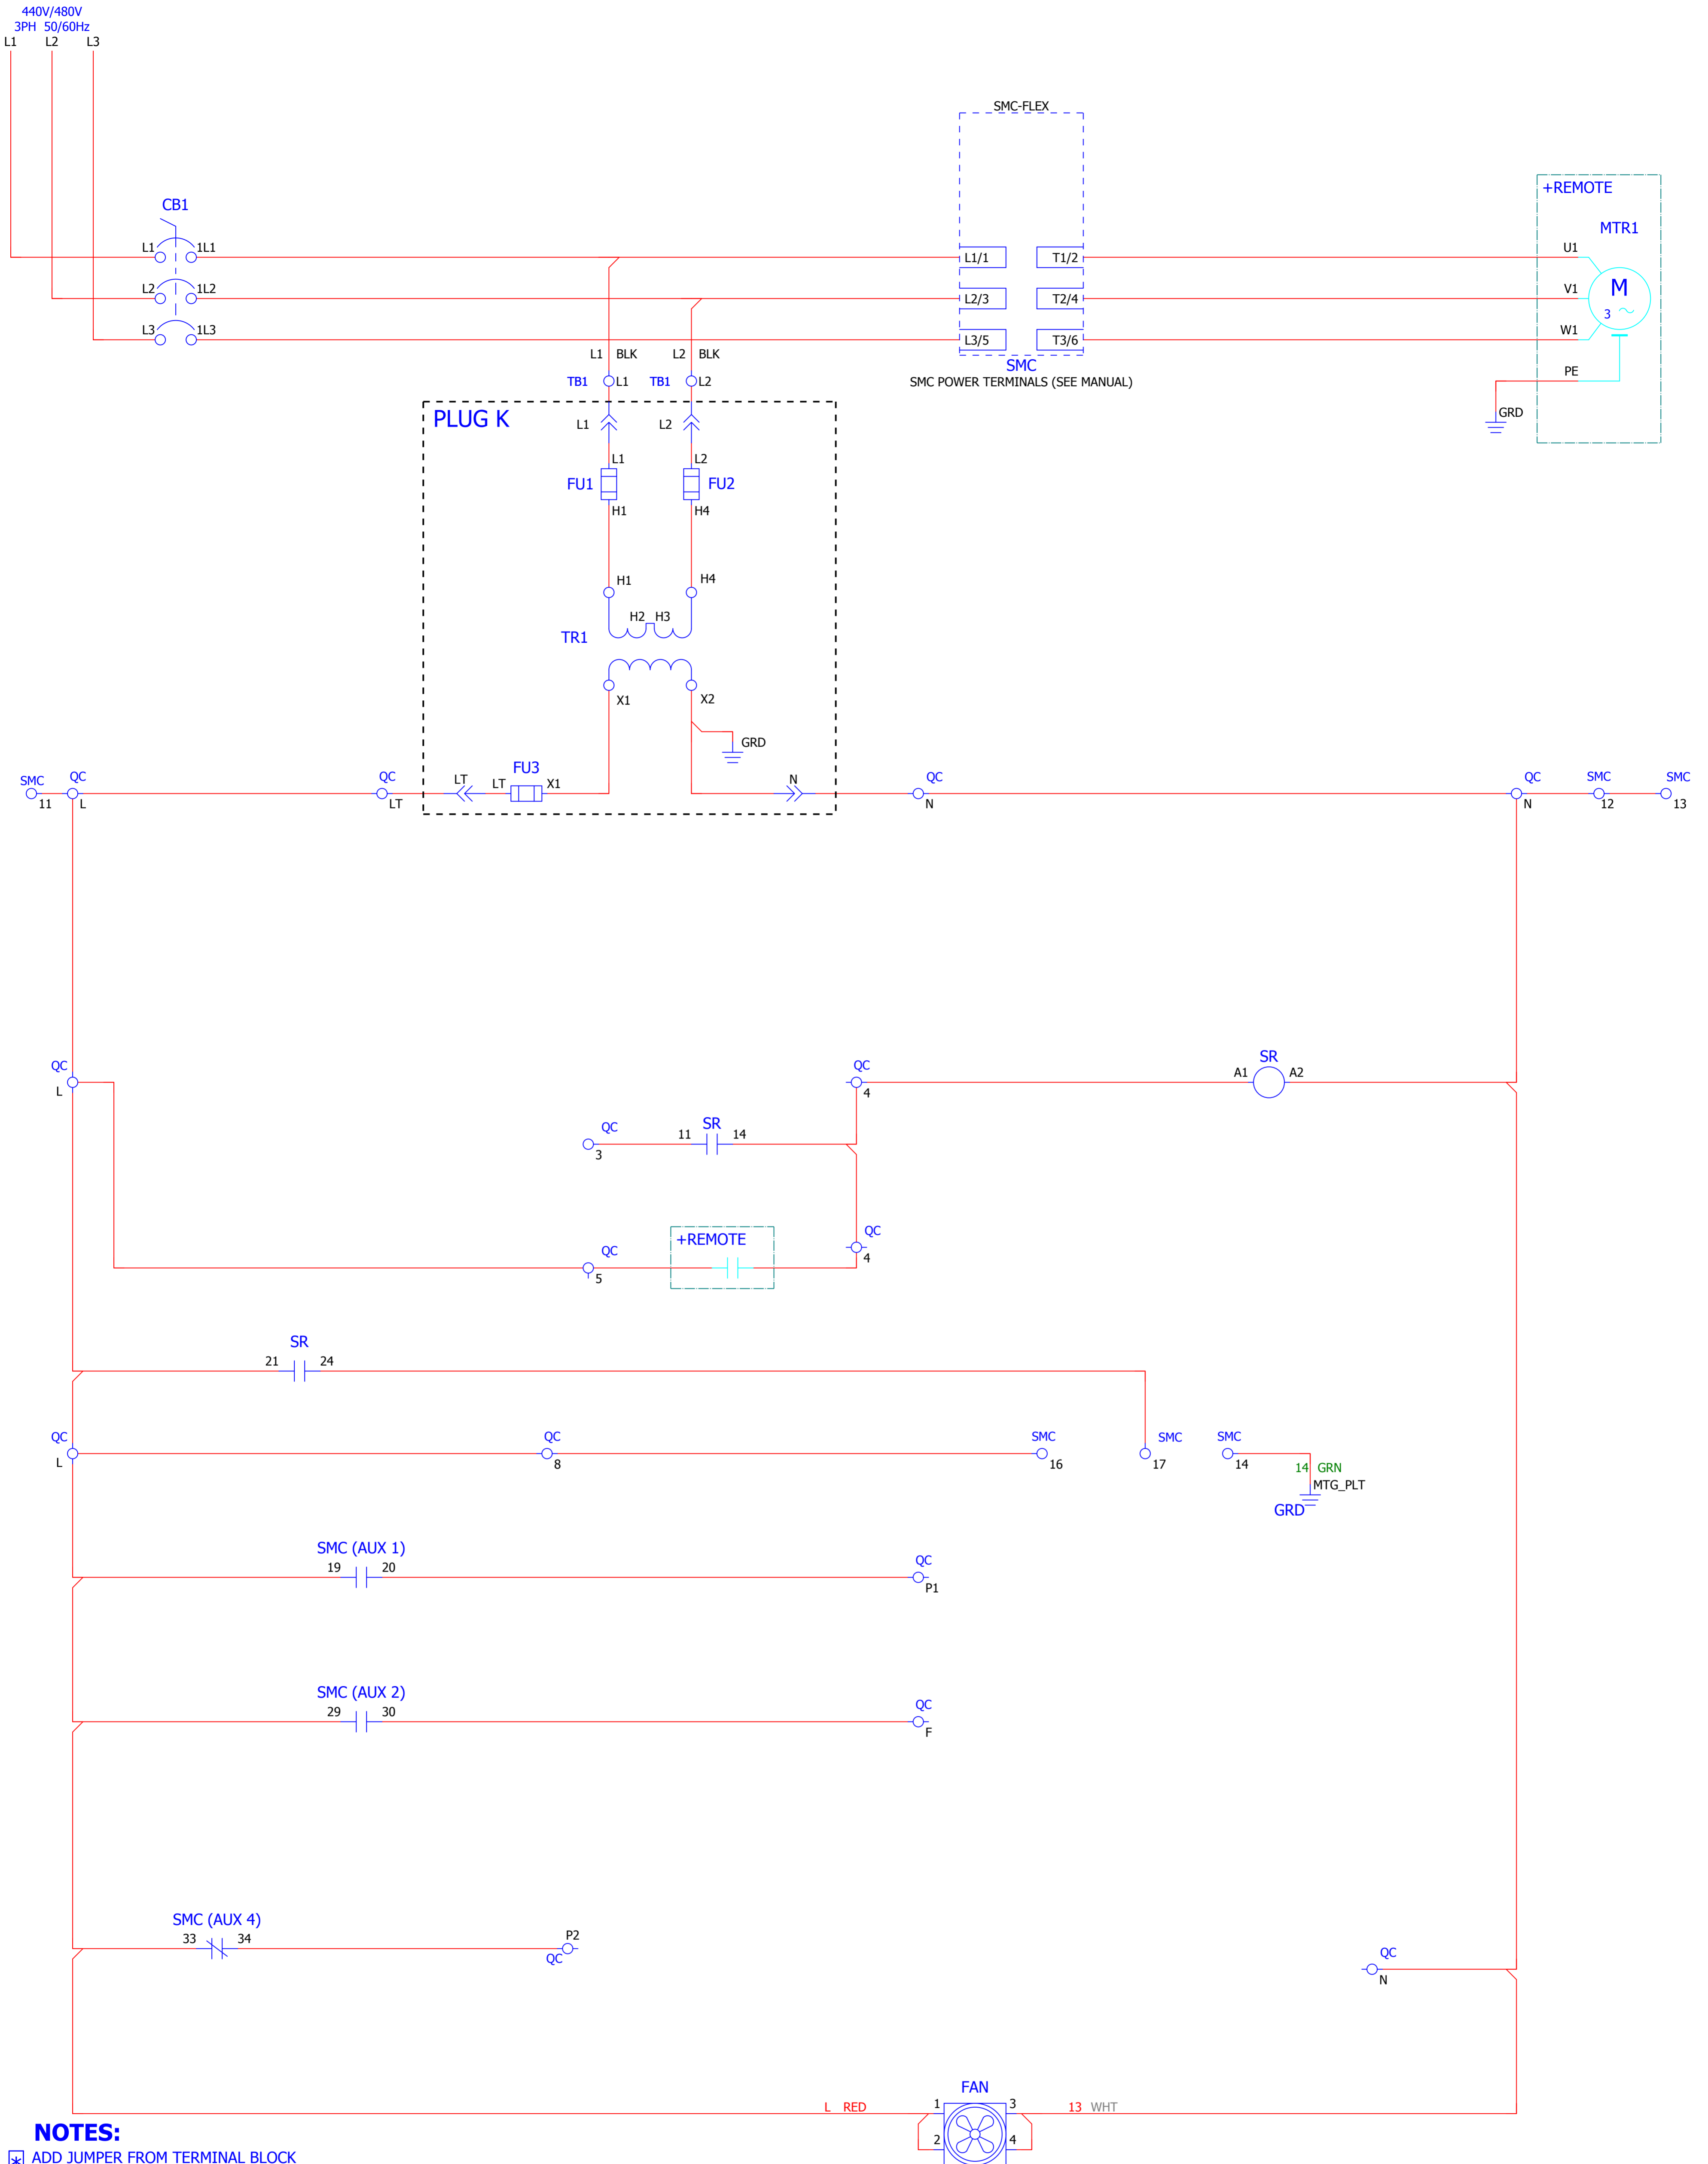 440V/480V
3PH 50/60Hz
L1 L2 L3
SMC-FLEX
+REMOTE
CB1
MTR1
L1 1L1 L1/1 T1/2 U1
M
3
L2 1L2 L2/3 T2/4 V1
L3 1L3 L3/5 T3/6 W1
L1 BLK L2 BLK
SMC
SMC POWER TERMINALS (SEE MANUAL)
PE
TB1 L1 TB1 L2
GRD
PLUG K
L1 L2
L1 L2
FU1 FU2
H1 H4
H1 H4
H2 H3
TR1
X1 X2
GRD
FU3
SMC QC QC LT LT X1 N QC QC SMC SMC
11 L LT N N 12 13
QC QC SR
L 4 A1 A2
QC SR
3 11 14
QC +REMOTE QC
5 4
SR
21 24
QC QC SMC SMC SMC
L 8 16 17 14
14 GRN
MTG_PLT
GRD
SMC (AUX 1)
19 20 QC
P1
SMC (AUX 2)
29 30 QC
F
SMC (AUX 4)
33 34 P2
QC
QC
N
FAN
L RED 1 3 13 WHT
2 4
NOTES:
* ADD JUMPER FROM TERMINAL BLOCK